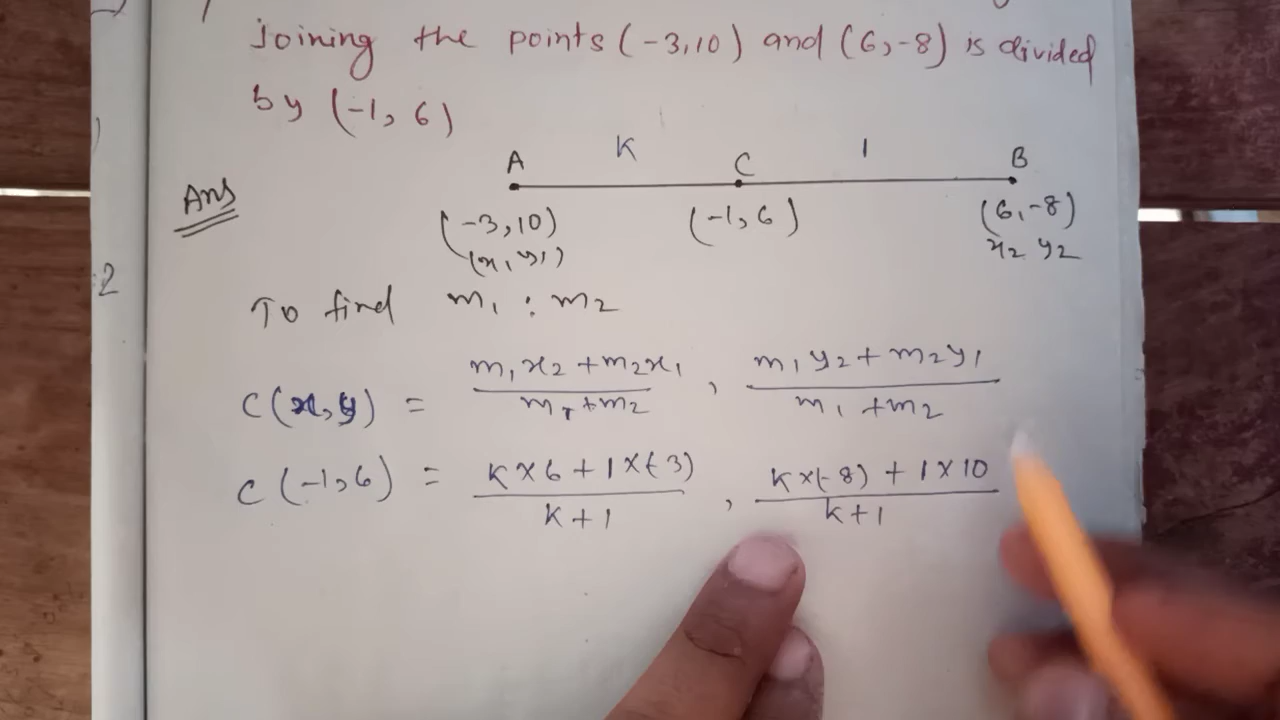 Joining the points (-3,10) and (6,-8) is divided
by (-1, 6)
Ans
A K C 1 B
(-3,10) (-1,6) (6,-8)
(x, y1) x2 y2
:2
To find m1 : m2
C(x,y) = m1x2+m2x1 / m1+m2 , m1y2+m2y1 / m1+m2
C(-1,6) = K×6+1×(-3) / K+1 , K×(-8)+1×10 / k+1